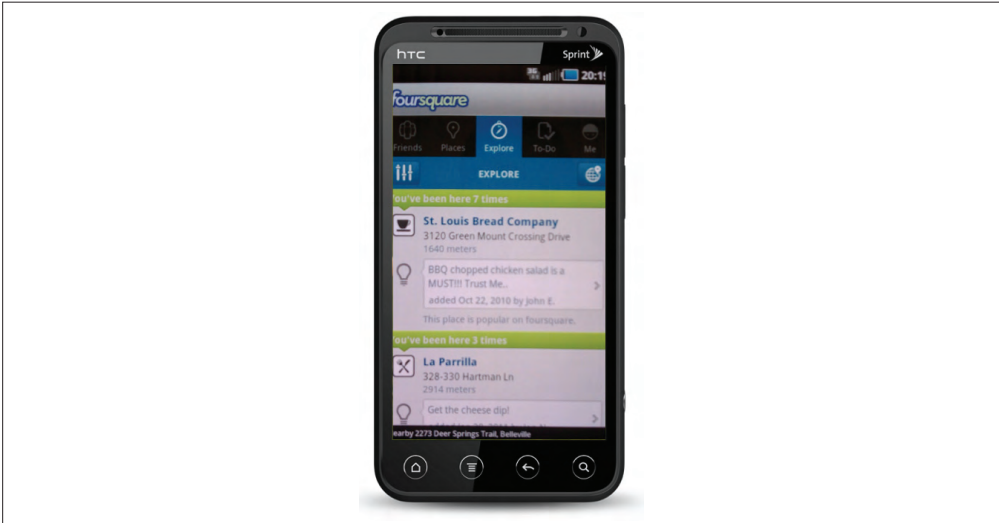 hTC
Sprint
3G
20:19
foursquare
Friends
Places
Explore
To-Do
Me
EXPLORE
ou've been here 7 times
St. Louis Bread Company
3120 Green Mount Crossing Drive
1640 meters
BBQ chopped chicken salad is a
MUST!!! Trust Me..
added Oct 22, 2010 by John E.
This place is popular on foursquare.
ou've been here 3 times
La Parrilla
328-330 Hartman Ln
2914 meters
Get the cheese dip!
earby 2273 Deer Springs Trail, Belleville